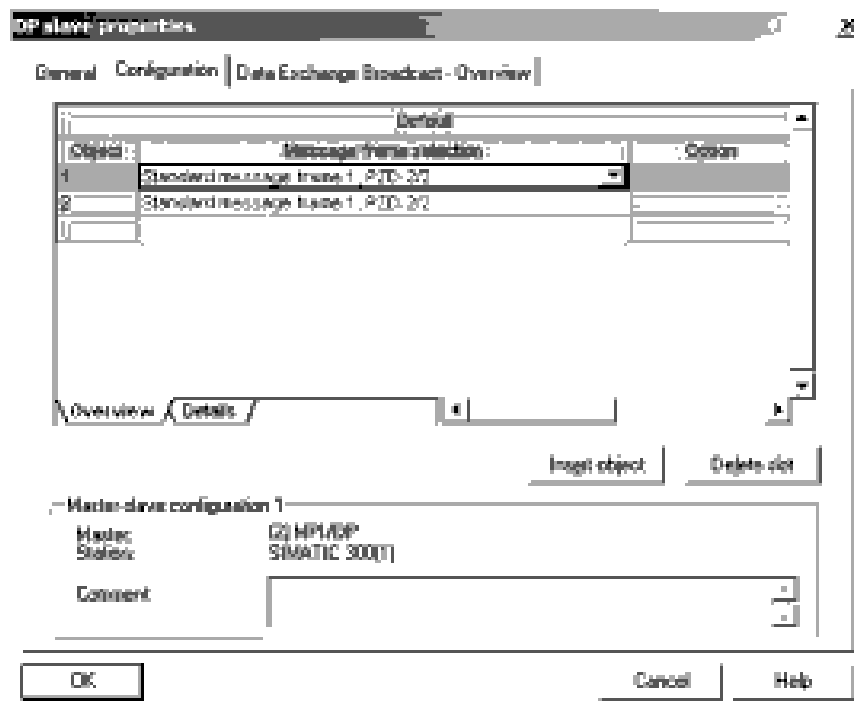 DP slave properties
General Configuration Data Exchange Broadcast - Overview
Default
Object Message frame selection Option
1 Standard message frame 1, PZD-2/2
2 Standard message frame 1, PZD-2/2
Overview Details
Insert object Delete slot
Master-slave configuration 1
Master: (2) MPI/DP
Station: SIMATIC 300(1)
Comment:
OK Cancel Help